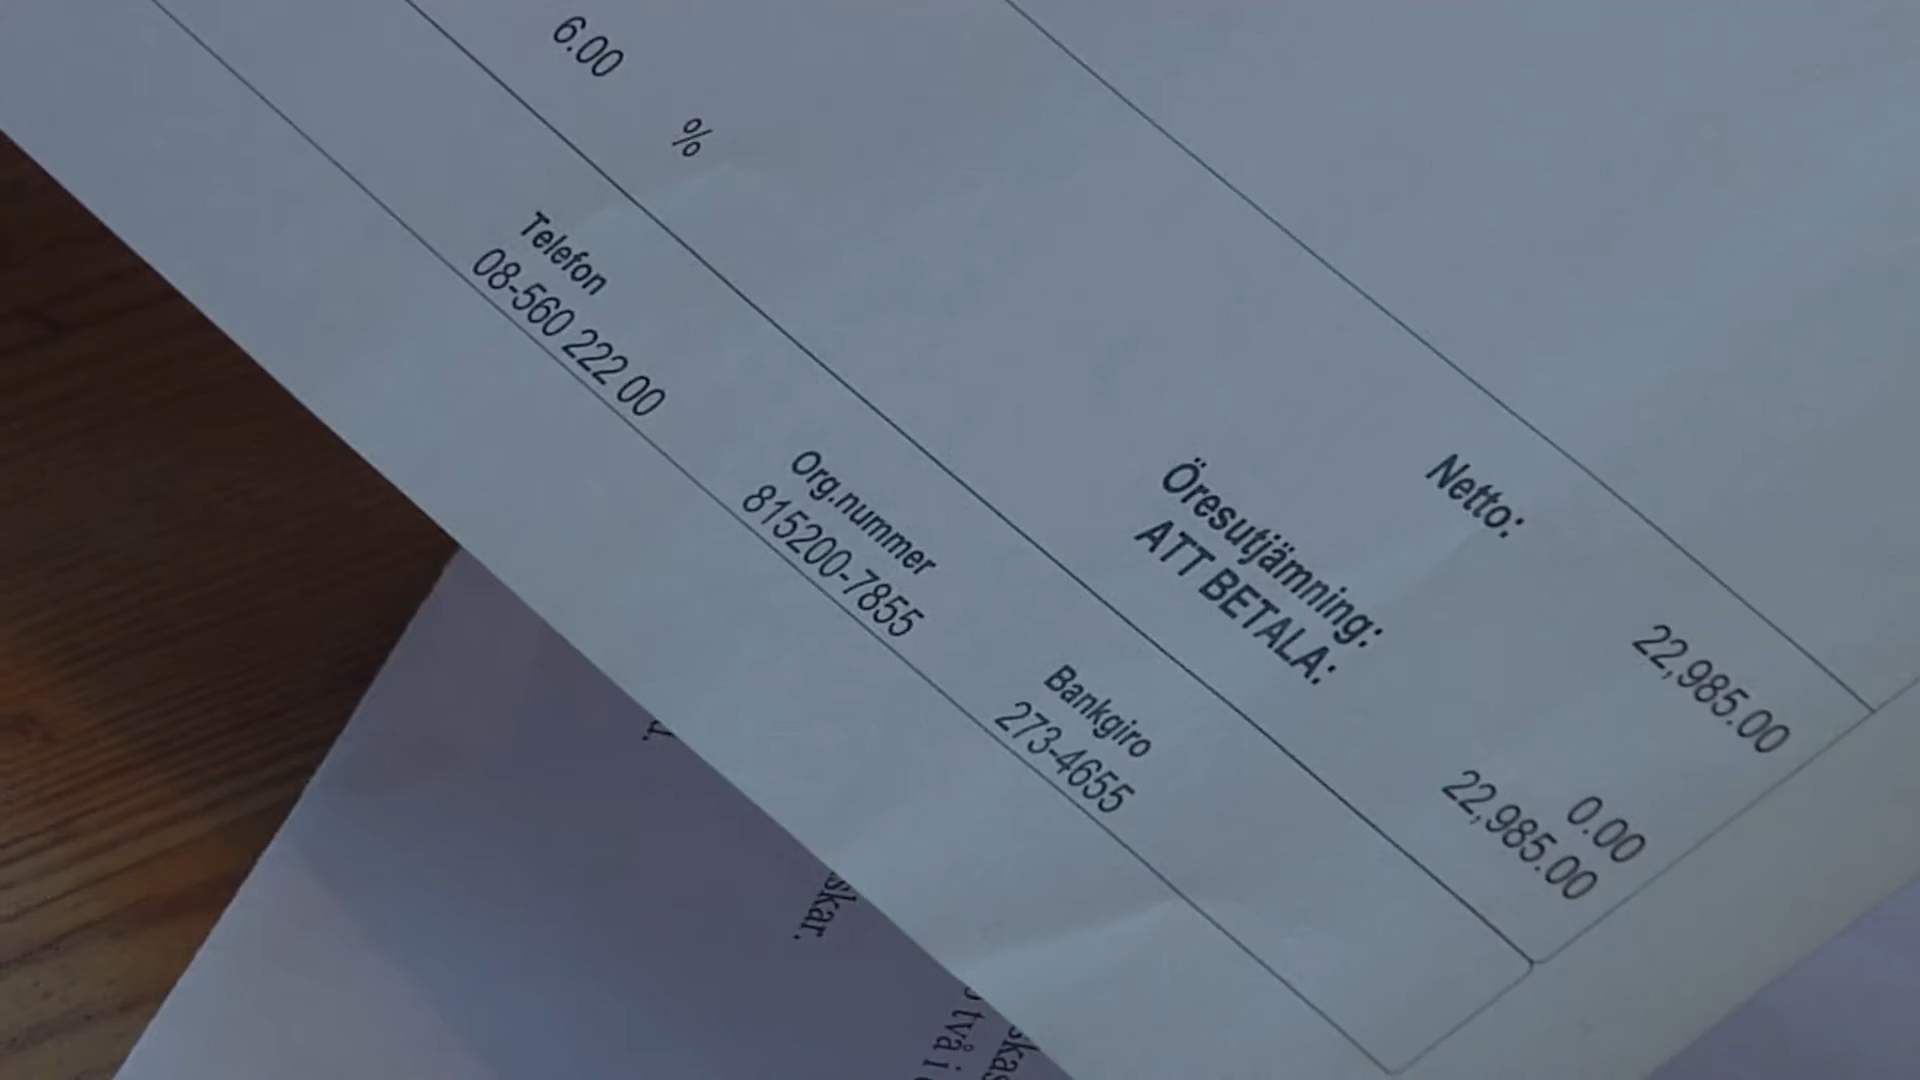 6.00 %
Netto: 22,985.00
Öresutjämning: 0.00
ATT BETALA: 22,985.00
Telefon
08-560 222 00
Org.nummer
815200-7855
Bankgiro
273-4655
skar.
två i